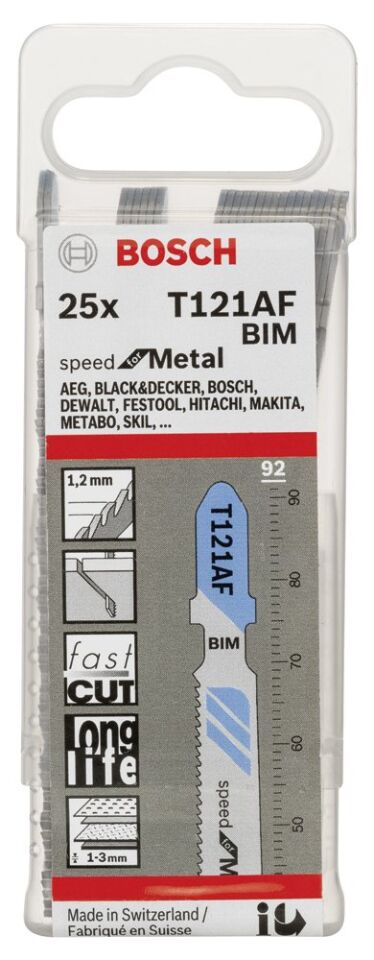 BOSCH
25x T121AF
BIM
speed for Metal
AEG, BLACK&DECKER, BOSCH,
DEWALT, FESTOOL, HITACHI, MAKITA,
METABO, SKIL, ...
92
1,2 mm
90
T121AF
80
BIM
fast
CUT
70
long
life
60
speed for M
50
1-3mm
Made in Switzerland /
Fabriqué en Suisse